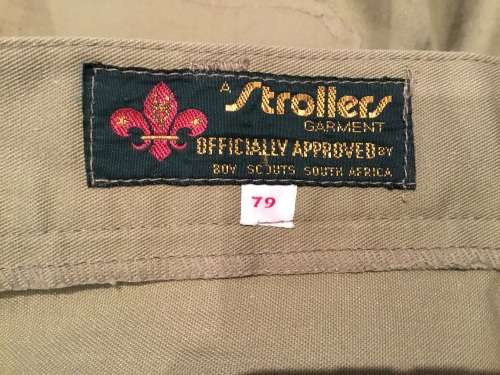 A Strollers
GARMENT
OFFICIALLY APPROVED BY
BOY SCOUTS SOUTH AFRICA
79